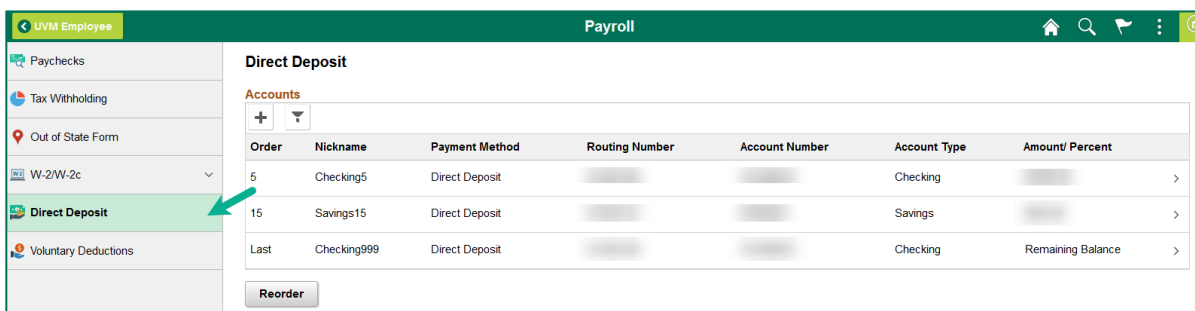 UVM Employee
Payroll
Paychecks
Tax Withholding
Out of State Form
W2 W-2/W-2c
Direct Deposit
Voluntary Deductions
Direct Deposit
Accounts
Order Nickname Payment Method Routing Number Account Number Account Type Amount/ Percent
5 Checking5 Direct Deposit Checking
15 Savings15 Direct Deposit Savings
Last Checking999 Direct Deposit Checking Remaining Balance
Reorder